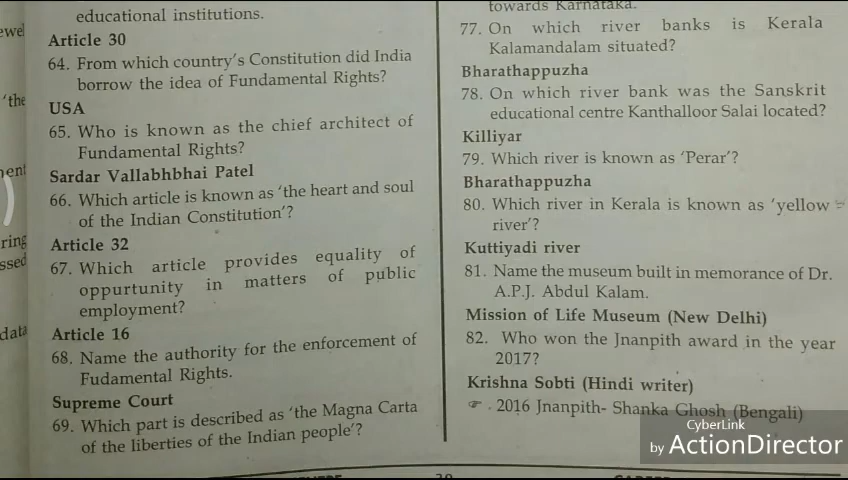 educational institutions.
Article 30
64. From which country's Constitution did India
borrow the idea of Fundamental Rights?
USA
65. Who is known as the chief architect of
Fundamental Rights?
Sardar Vallabhbhai Patel
66. Which article is known as 'the heart and soul
of the Indian Constitution'?
Article 32
67. Which article provides equality of
oppurtunity in matters of public
employment?
Article 16
68. Name the authority for the enforcement of
Fudamental Rights.
Supreme Court
69. Which part is described as 'the Magna Carta
of the liberties of the Indian people'?
towards Karnataka.
77. On which river banks is Kerala
Kalamandalam situated?
Bharathappuzha
78. On which river bank was the Sanskrit
educational centre Kanthalloor Salai located?
Killiyar
79. Which river is known as 'Perar'?
Bharathappuzha
80. Which river in Kerala is known as 'yellow
river'?
Kuttiyadi river
81. Name the museum built in memorance of Dr.
A.P.J. Abdul Kalam.
Mission of Life Museum (New Delhi)
82. Who won the Jnanpith award in the year
2017?
Krishna Sobti (Hindi writer)
☞ 2016 Jnanpith- Shanka Ghosh (Bengali)
CyberLink
by ActionDirector